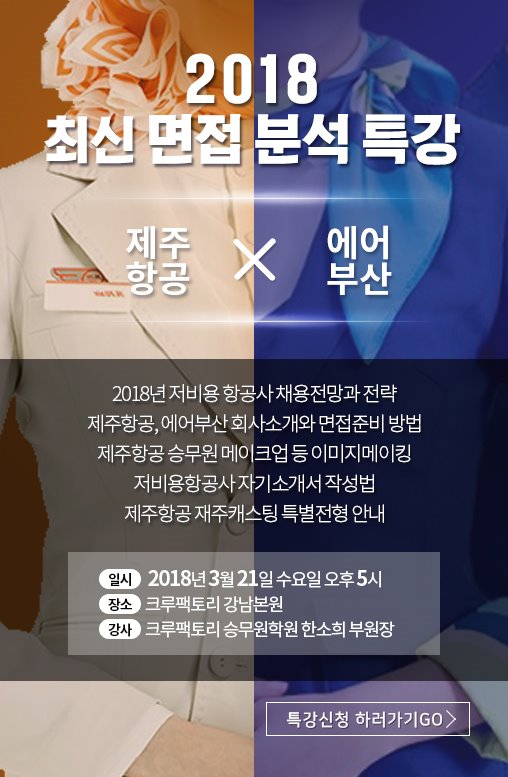 2018
최신 면접 분석 특강
제주
항공
×
에어
부산
2018년 저비용 항공사 채용전망과 전략
제주항공, 에어부산 회사소개와 면접준비 방법
제주항공 승무원 메이크업 등 이미지메이킹
저비용항공사 자기소개서 작성법
제주항공 재주캐스팅 특별전형 안내
일시 2018년 3월 21일 수요일 오후 5시
장소 크루팩토리 강남본원
강사 크루팩토리 승무원학원 한소희 부원장
특강신청 하러가기GO>